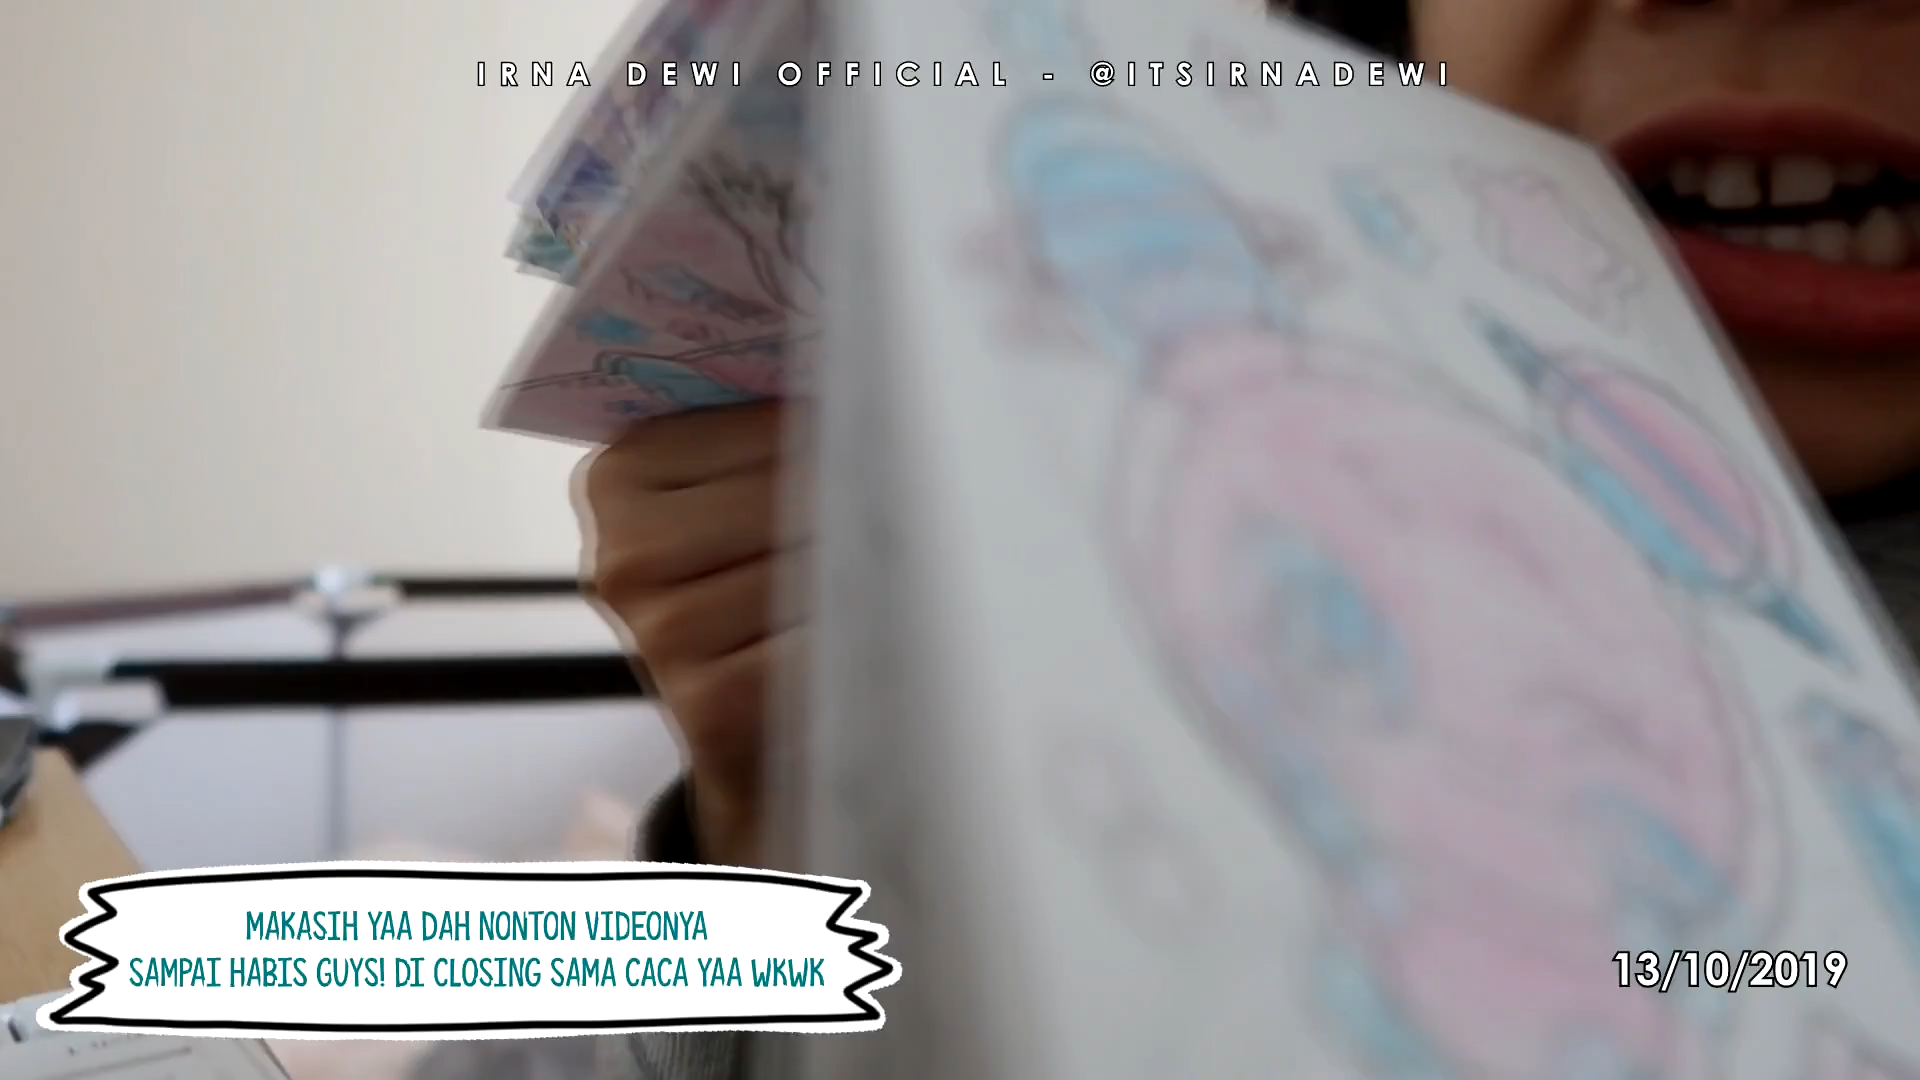 IRNA DEWI OFFICIAL - @ITSIRNADEWI
MAKASIH YAA DAH NONTON VIDEONYA
SAMPAI HABIS GUYS! DI CLOSING SAMA CACA YAA WKWK
13/10/2019